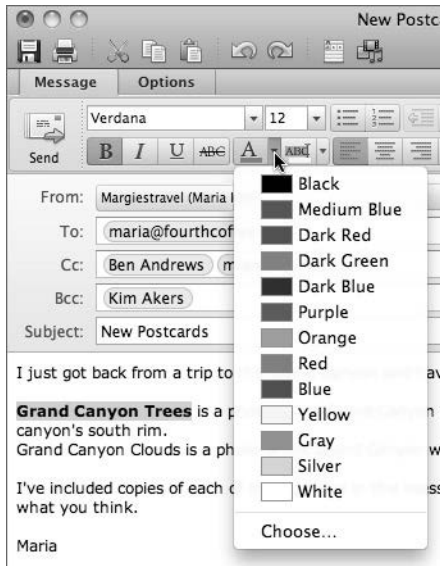 New Postc
Message Options
Verdana 12
Send B I U ABC A ABC
From: Margiestravel (Maria
To: maria@fourthcof
Cc: Ben Andrews
Bcc: Kim Akers
Subject: New Postcards
Black
Medium Blue
Dark Red
Dark Green
Dark Blue
Purple
Orange
Red
Blue
Yellow
Gray
Silver
White
Choose...
I just got back from a trip to
Grand Canyon Trees is a
canyon's south rim.
Grand Canyon Clouds is a
I've included copies of each
what you think.
Maria